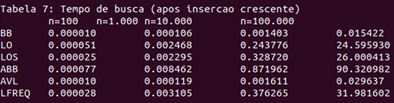 Tabela 7: Tempo de busca (apos insercao crescente)
n=100 n=1.000 n=10.000 n=100.000
BB 0.000010 0.000106 0.001403 0.015422
LO 0.000051 0.002468 0.243776 24.595930
LOS 0.000025 0.002295 0.328720 26.000413
ABB 0.000077 0.008462 0.871962 90.320982
AVL 0.000010 0.000119 0.001611 0.029637
LFREQ 0.000028 0.003105 0.376265 31.981602